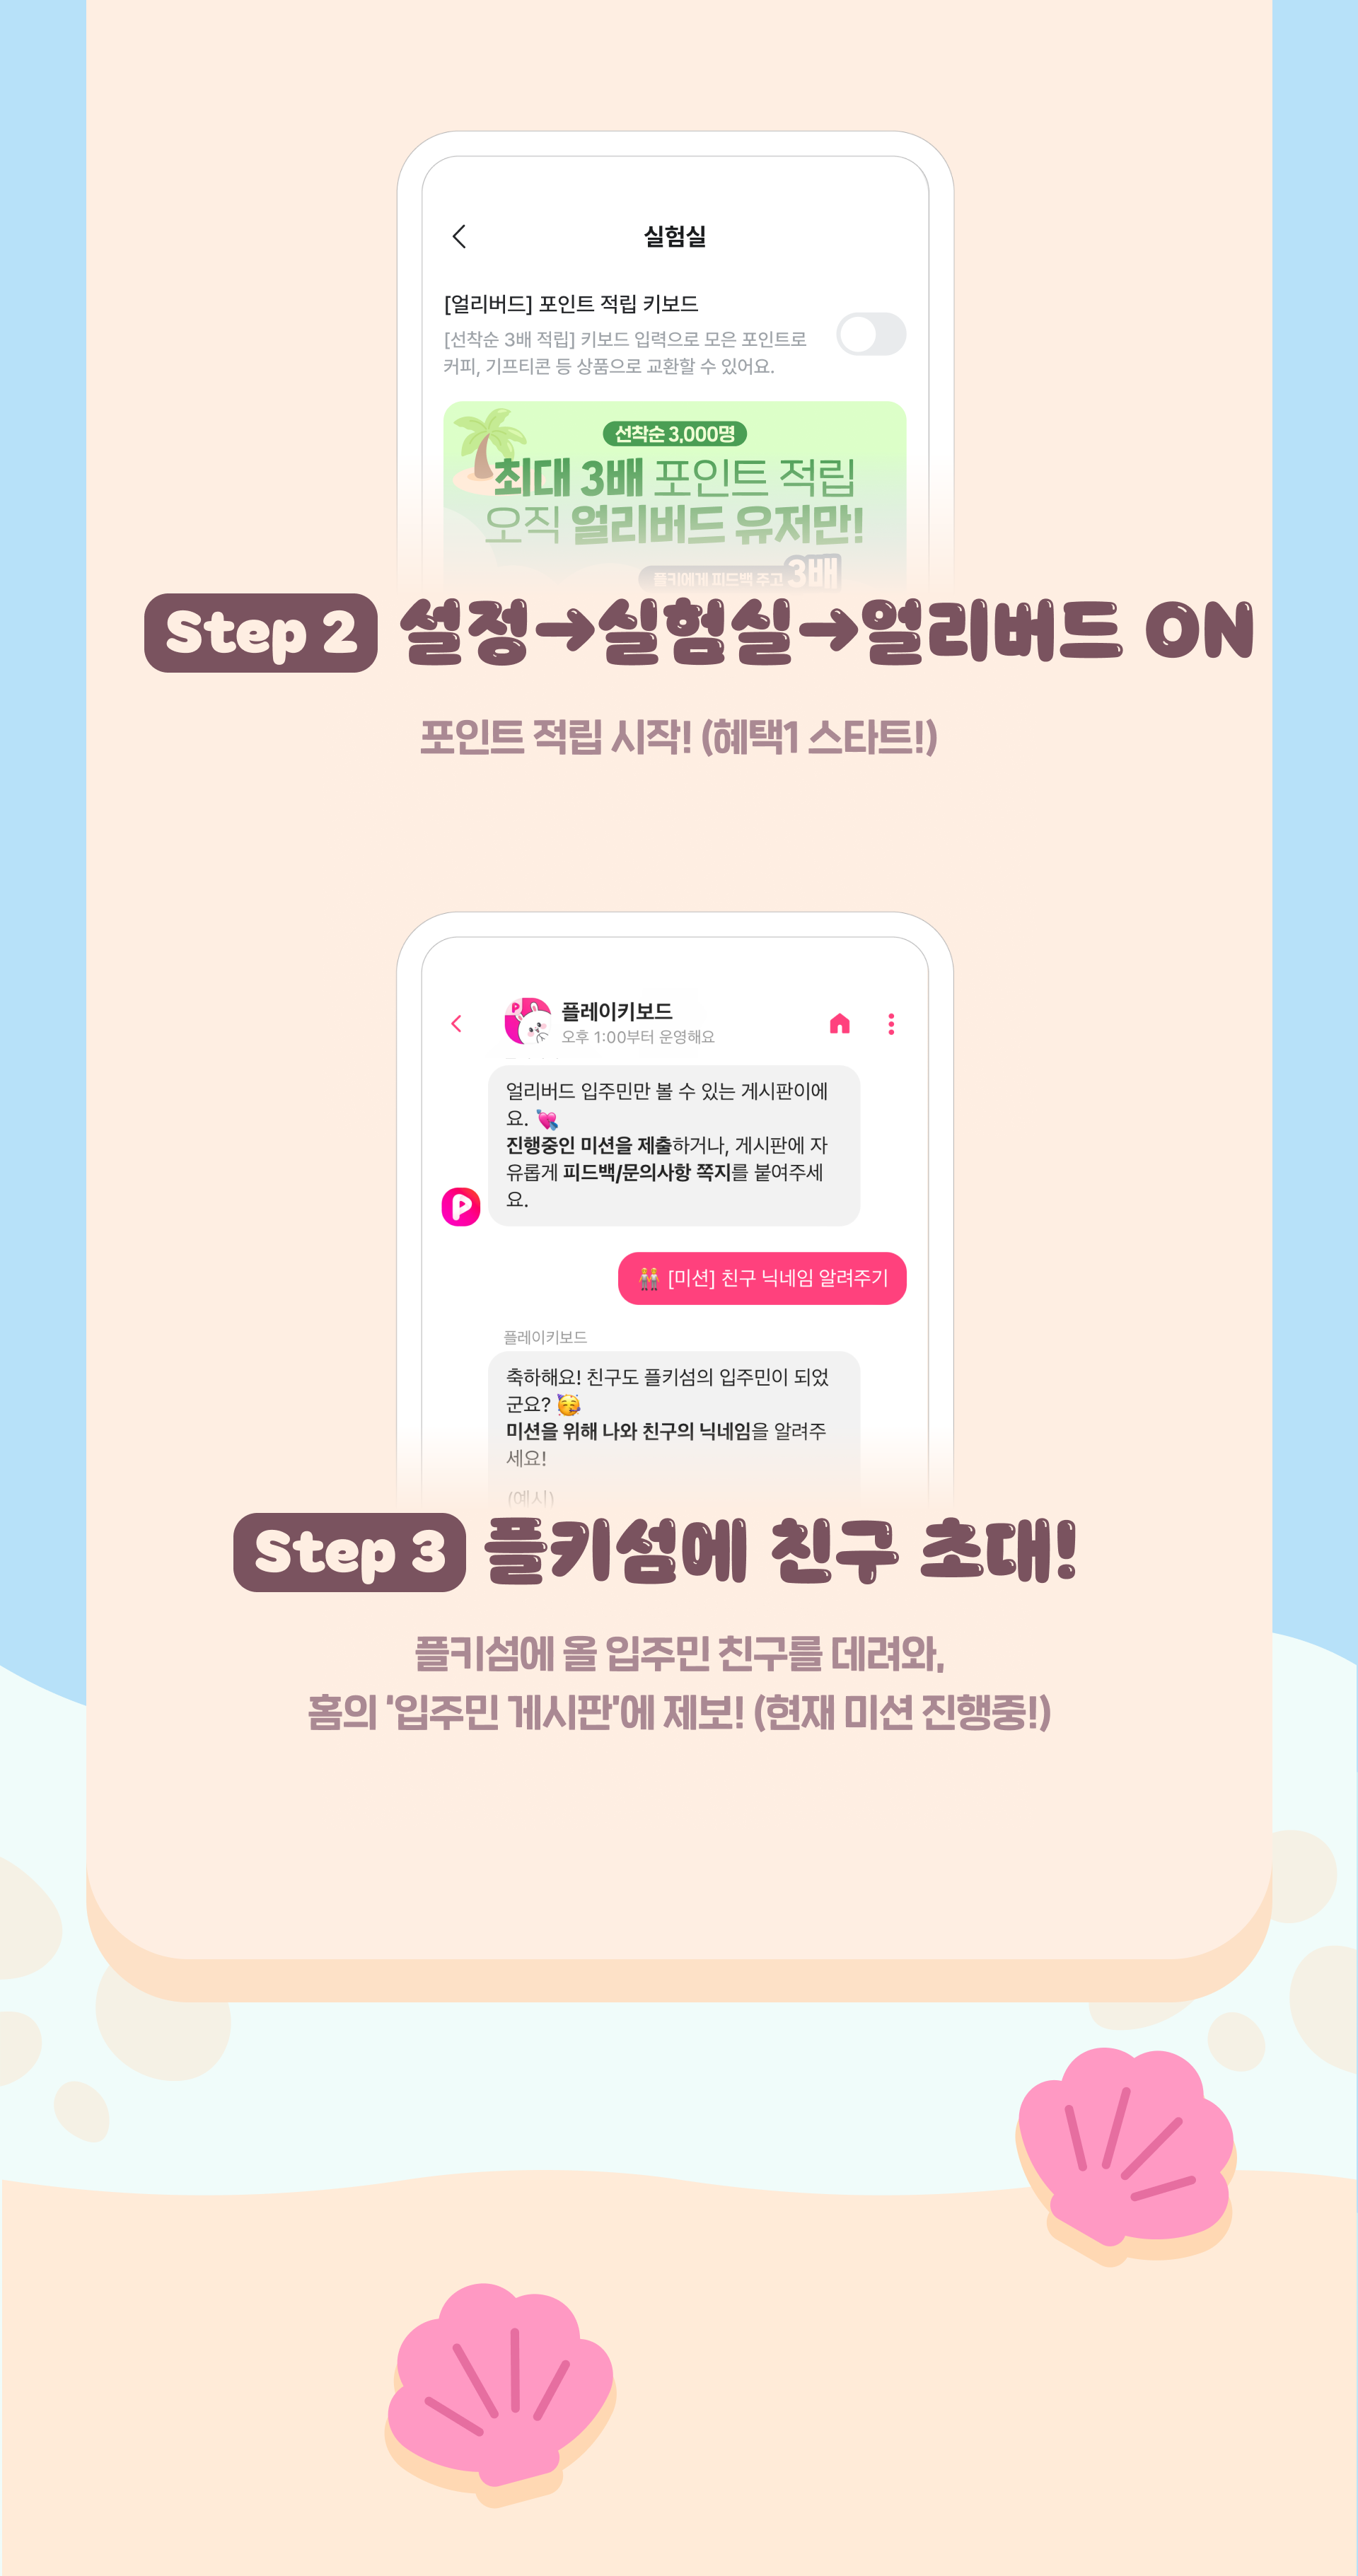 실험실
[얼리버드] 포인트 적립 키보드
[선착순 3배 적립] 키보드 입력으로 모은 포인트로
커피, 기프티콘 등 상품으로 교환할 수 있어요.
선착순 3,000명
최대 3배 포인트 적립
오직 얼리버드 유저만!
플키에게 피드백 주고 3배
Step 2 설정→실험실→얼리버드 ON
포인트 적립 시작! (혜택1 스타트!)
플레이키보드
오후 1:00부터 운영해요
얼리버드 입주민만 볼 수 있는 게시판이에
요. 💘
진행중인 미션을 제출하거나, 게시판에 자
유롭게 피드백/문의사항 쪽지를 붙여주세
요.
[미션] 친구 닉네임 알려주기
플레이키보드
축하해요! 친구도 플키섬의 입주민이 되었
군요? 🥳
미션을 위해 나와 친구의 닉네임을 알려주
세요!
(예시)
Step 3 플키섬에 친구 초대!
플키섬에 올 입주민 친구를 데려와,
홈의 '입주민 게시판'에 제보! (현재 미션 진행중!)